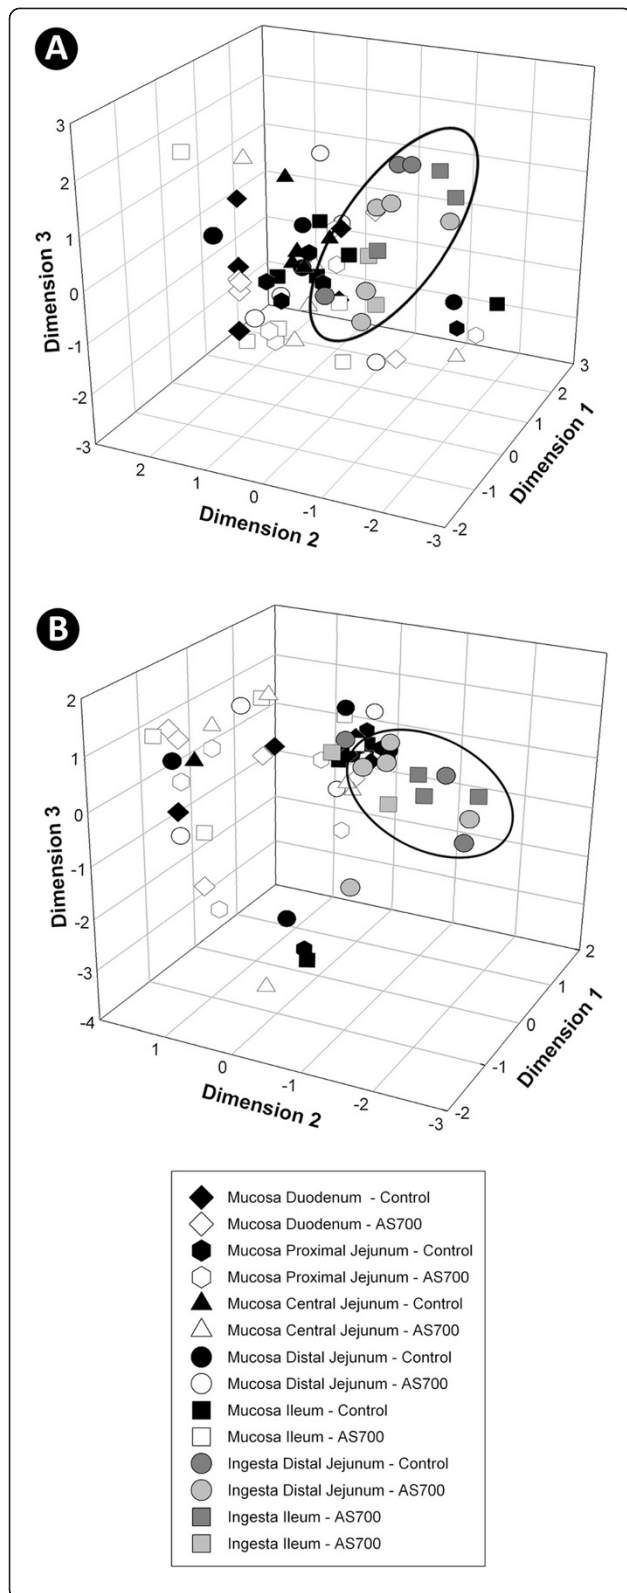 A
3
2
1
0
-1
-2
-3
Dimension 3
2
1
0
-1
-2
-3
Dimension 2
3
2
1
0
-1
-2
Dimension 1
B
2
1
0
-1
-2
-3
-4
Dimension 3
1
0
-1
-2
-3
Dimension 2
2
1
0
-1
-2
Dimension 1
Mucosa Duodenum - Control
Mucosa Duodenum - AS700
Mucosa Proximal Jejunum - Control
Mucosa Proximal Jejunum - AS700
Mucosa Central Jejunum - Control
Mucosa Central Jejunum - AS700
Mucosa Distal Jejunum - Control
Mucosa Distal Jejunum - AS700
Mucosa Ileum - Control
Mucosa Ileum - AS700
Ingesta Distal Jejunum - Control
Ingesta Distal Jejunum - AS700
Ingesta Ileum - AS700
Ingesta Ileum - AS700